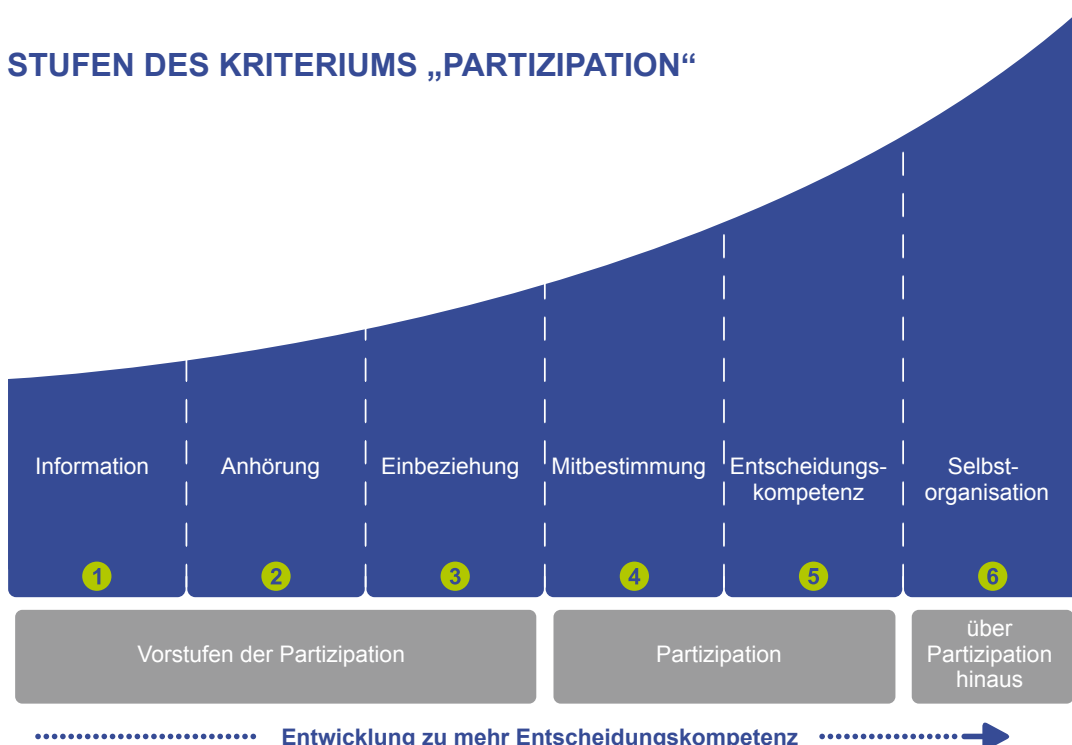 STUFEN DES KRITERIUMS „PARTIZIPATION“
Information
Anhörung
Einbeziehung
Mitbestimmung
Entscheidungs-
kompetenz
Selbst-
organisation
1
2
3
4
5
6
Vorstufen der Partizipation
Partizipation
über
Partizipation
hinaus
Entwicklung zu mehr Entscheidungskompetenz